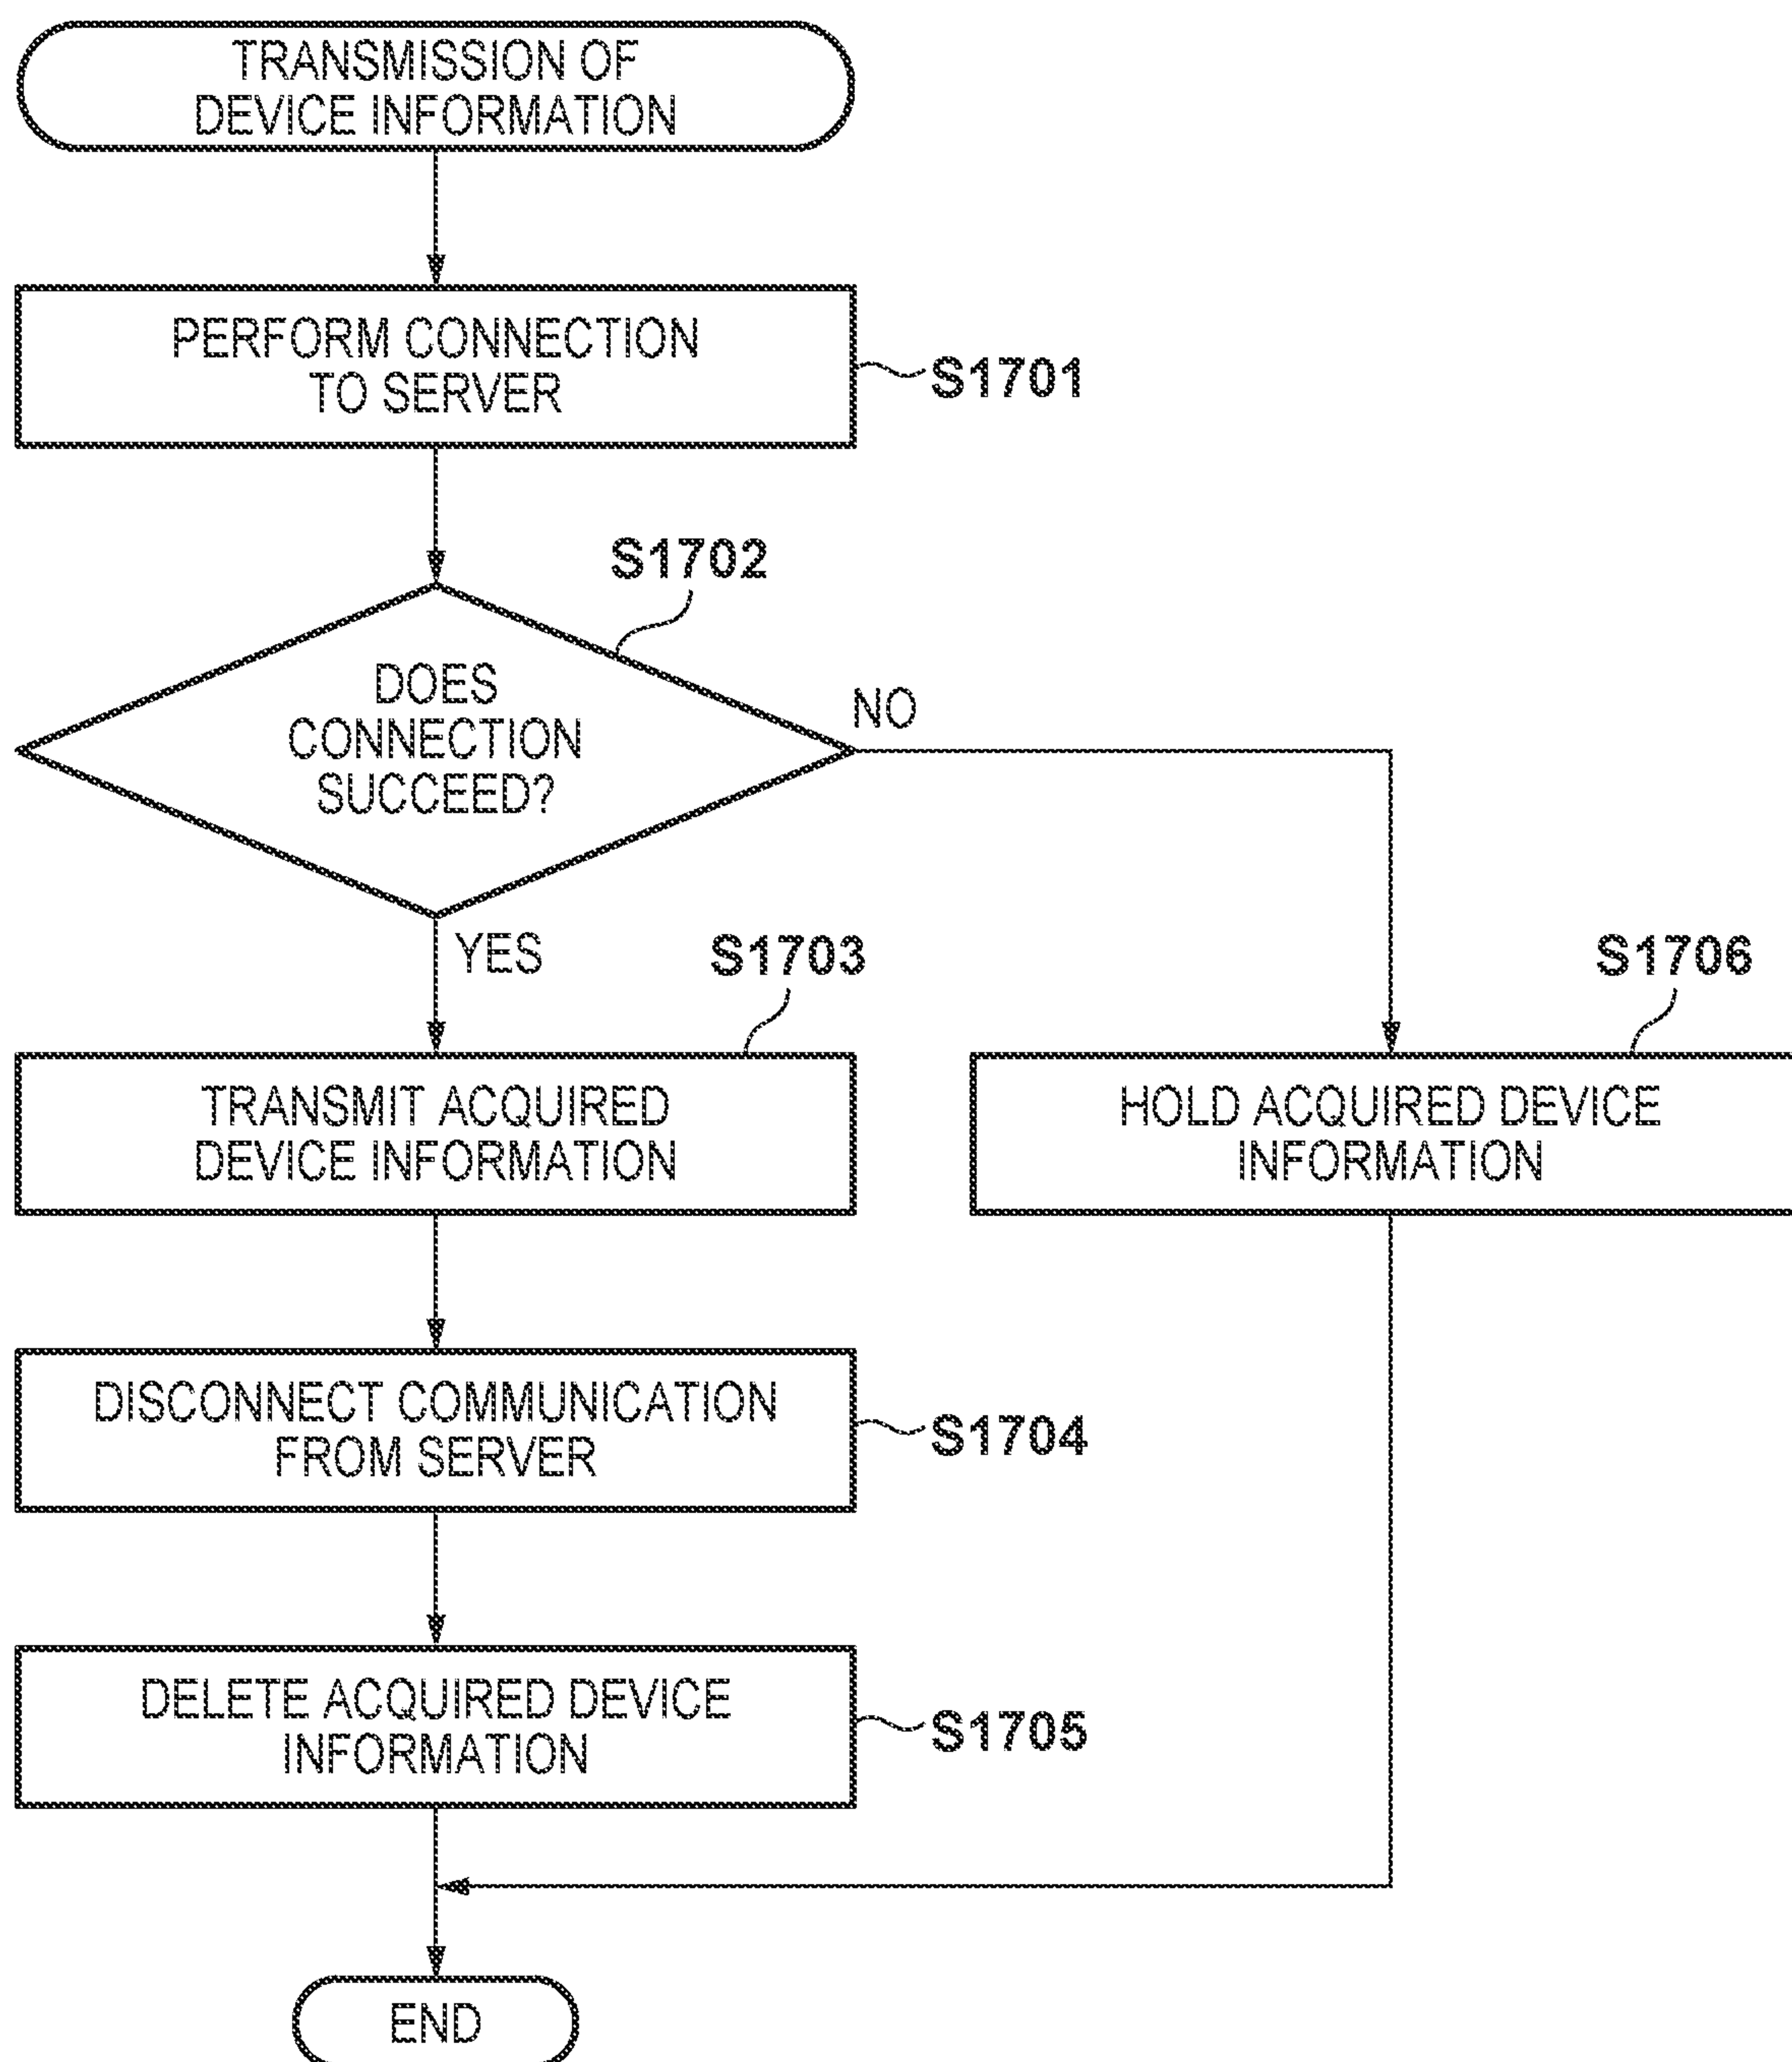 TRANSMISSION OF
DEVICE INFORMATION
PERFORM CONNECTION
TO SERVER
S1701
S1702
DOES
CONNECTION
SUCCEED?
NO
YES
S1703
S1706
TRANSMIT ACQUIRED
DEVICE INFORMATION
HOLD ACQUIRED DEVICE
INFORMATION
DISCONNECT COMMUNICATION
FROM SERVER
S1704
DELETE ACQUIRED DEVICE
INFORMATION
S1705
END